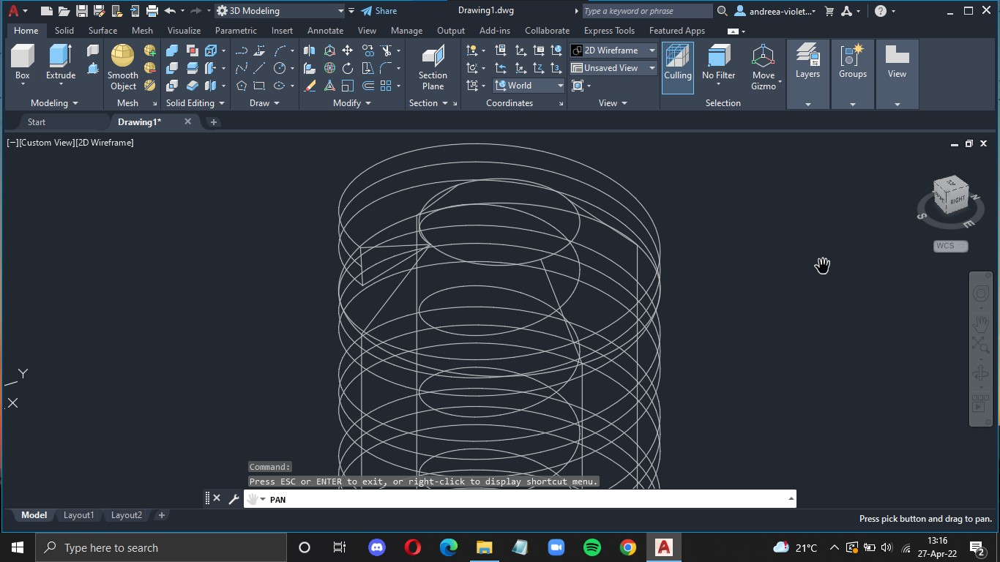 3D Modeling
Share
Drawing1.dwg
Type a keyword or phrase
andreea-violet...
Home Solid Surface Mesh Visualize Parametric Insert Annotate View Manage Output Add-ins Collaborate Express Tools Featured Apps
Box
Extrude
Smooth
Object
Section
Plane
World
2D Wireframe
Unsaved View
Culling
No Filter
Move
Gizmo
Layers
Groups
View
Modeling
Mesh
Solid Editing
Draw
Modify
Section
Coordinates
View
Selection
Start
Drawing1*
[−][Custom View][2D Wireframe]
TOP
RIGHT
N
S
E
WCS
Y
X
Command:
Press ESC or ENTER to exit, or right-click to display shortcut menu.
PAN
Model
Layout1
Layout2
Press pick button and drag to pan.
Type here to search
21°C
13:16
27-Apr-22
2